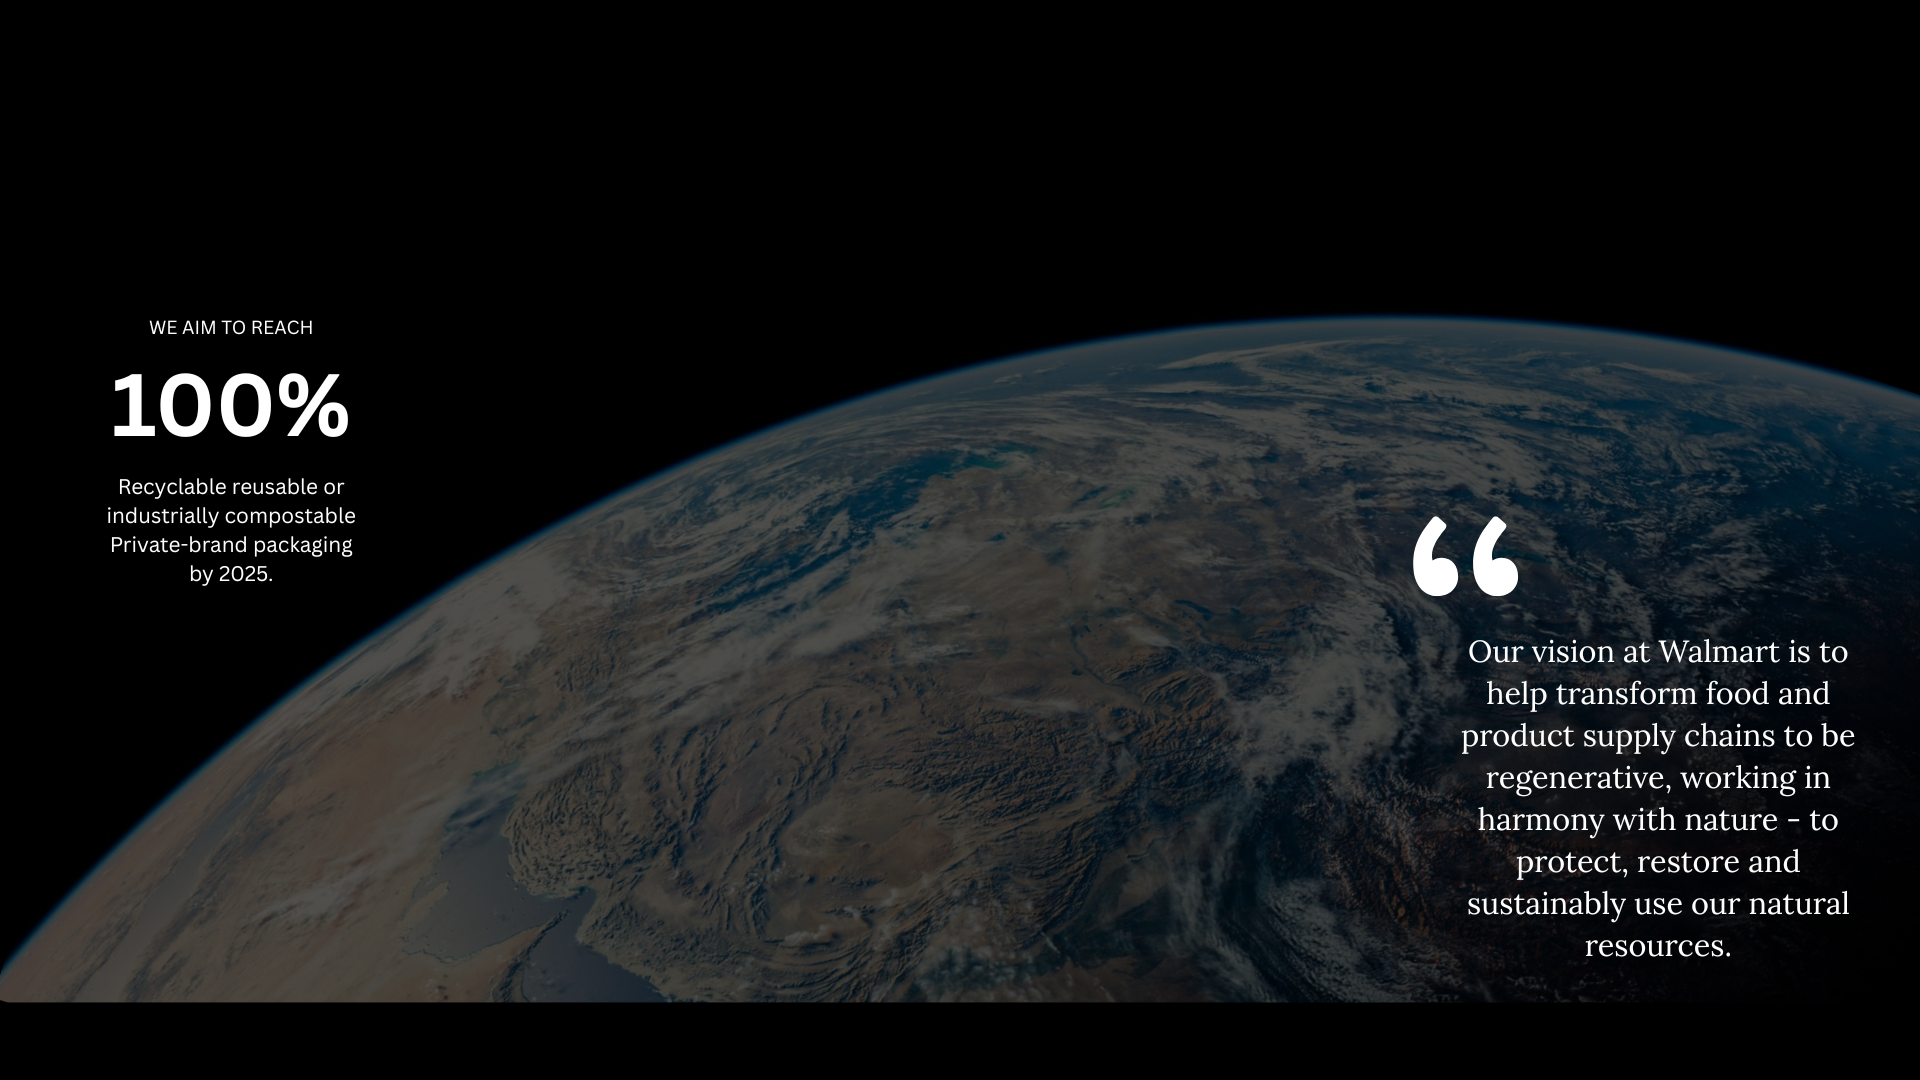 WE AIM TO REACH
100%
Recyclable reusable or
industrially compostable
Private-brand packaging
by 2025.
“
Our vision at Walmart is to
help transform food and
product supply chains to be
regenerative, working in
harmony with nature - to
protect, restore and
sustainably use our natural
resources.